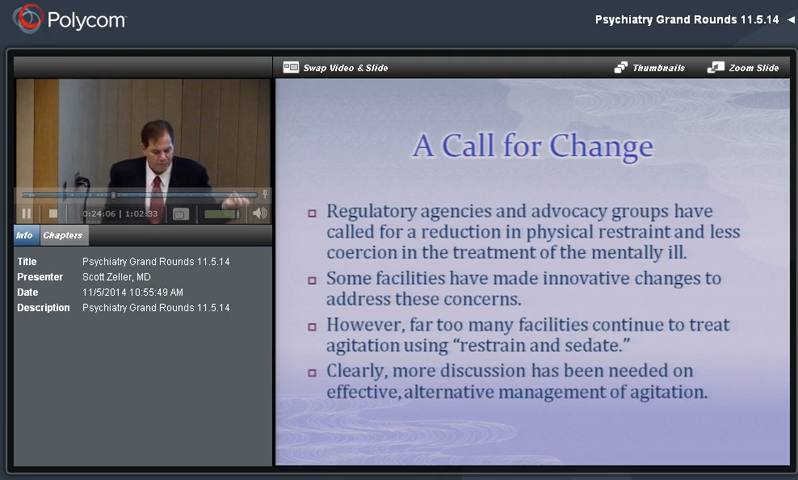 Polycom
Psychiatry Grand Rounds 11.5.14
Swap Video & Slide
Thumbnails
Zoom Slide
0:24:06 | 1:02:33
Info
Chapters
Title Psychiatry Grand Rounds 11.5.14
Presenter Scott Zeller, MD
Date 11/5/2014 10:55:49 AM
Description Psychiatry Grand Rounds 11.5.14
A Call for Change
Regulatory agencies and advocacy groups have
called for a reduction in physical restraint and less
coercion in the treatment of the mentally ill.
Some facilities have made innovative changes to
address these concerns.
However, far too many facilities continue to treat
agitation using “restrain and sedate.”
Clearly, more discussion has been needed on
effective, alternative management of agitation.